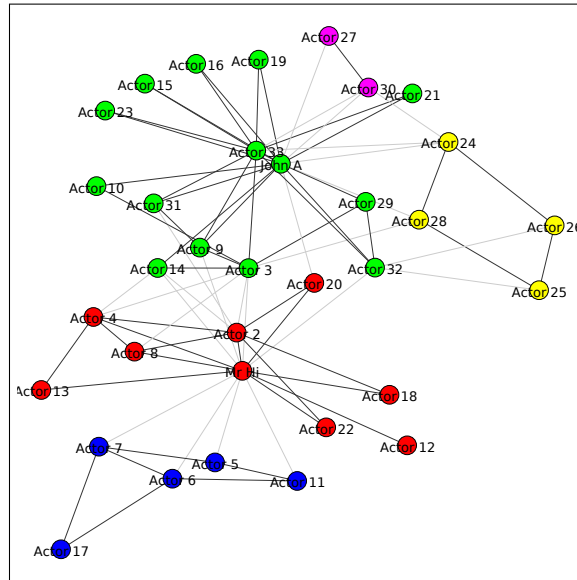 Actor 27
Actor 16
Actor 19
Actor 15
Actor 30
Actor 21
Actor 23
Actor 33
Actor 24
John A
Actor 10
Actor 31
Actor 29
Actor 28
Actor 26
Actor 9
Actor 14
Actor 3
Actor 32
Actor 20
Actor 25
Actor 4
Actor 2
Actor 8
Mr Hi
Actor 13
Actor 18
Actor 22
Actor 12
Actor 7
Actor 5
Actor 6
Actor 11
Actor 17